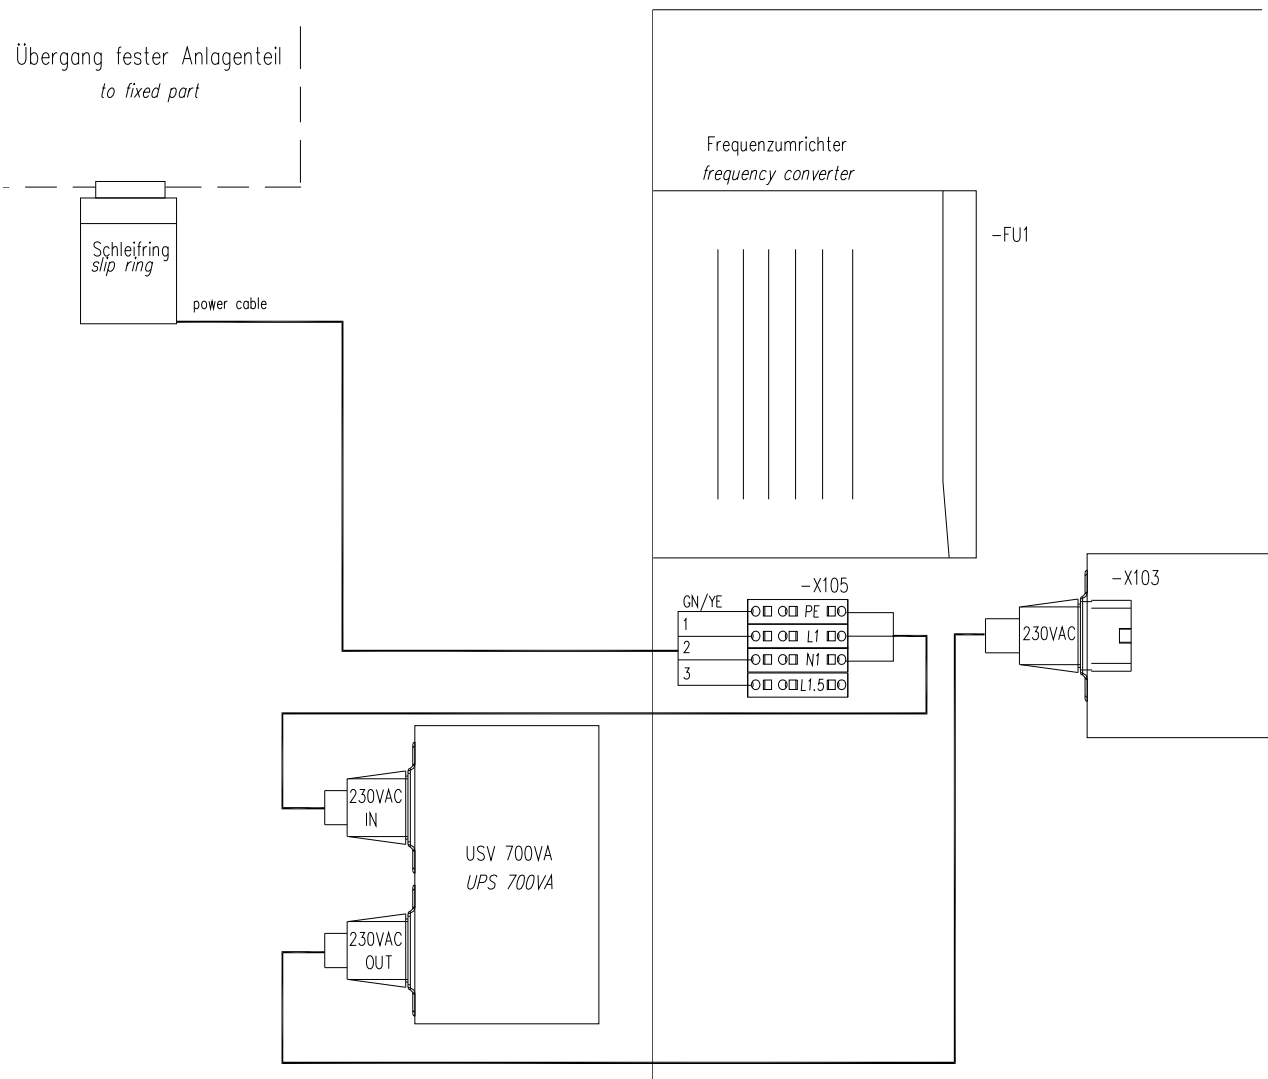 Übergang fester Anlagenteil
to fixed part
Schleifring
slip ring
power cable
Frequenzumrichter
frequency converter
-FU1
-X105
GN/YE
PE
1
L1
2
N1
3
L1.5
-X103
230VAC
230VAC
IN
USV 700VA
UPS 700VA
230VAC
OUT